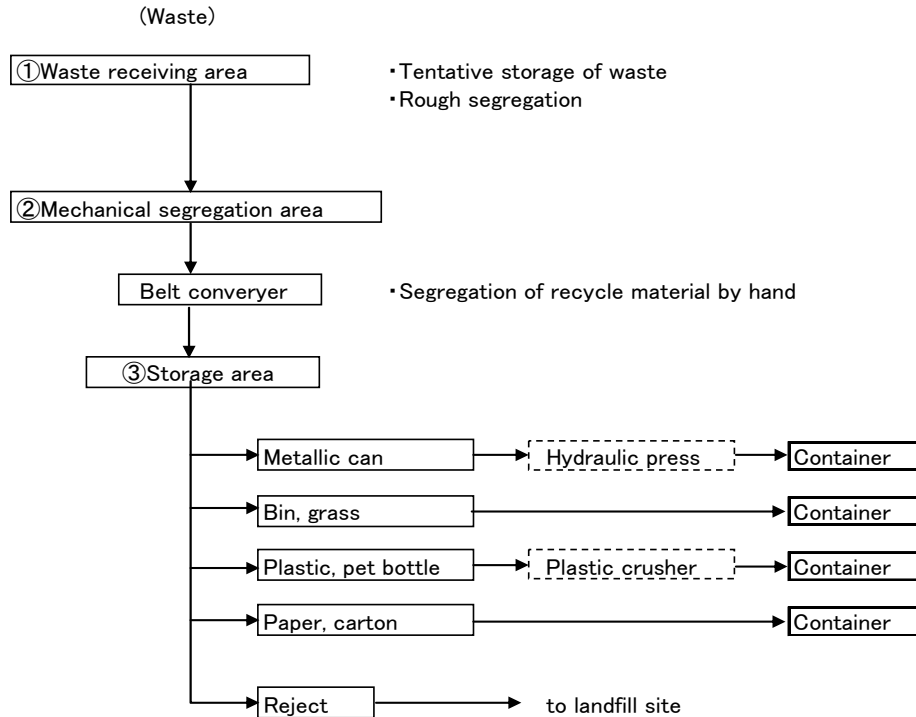 (Waste)
①Waste receiving area
・Tentative storage of waste
・Rough segregation
②Mechanical segregation area
Belt converyer
・Segregation of recycle material by hand
③Storage area
Metallic can
Hydraulic press
Container
Bin, grass
Container
Plastic, pet bottle
Plastic crusher
Container
Paper, carton
Container
Reject
to landfill site